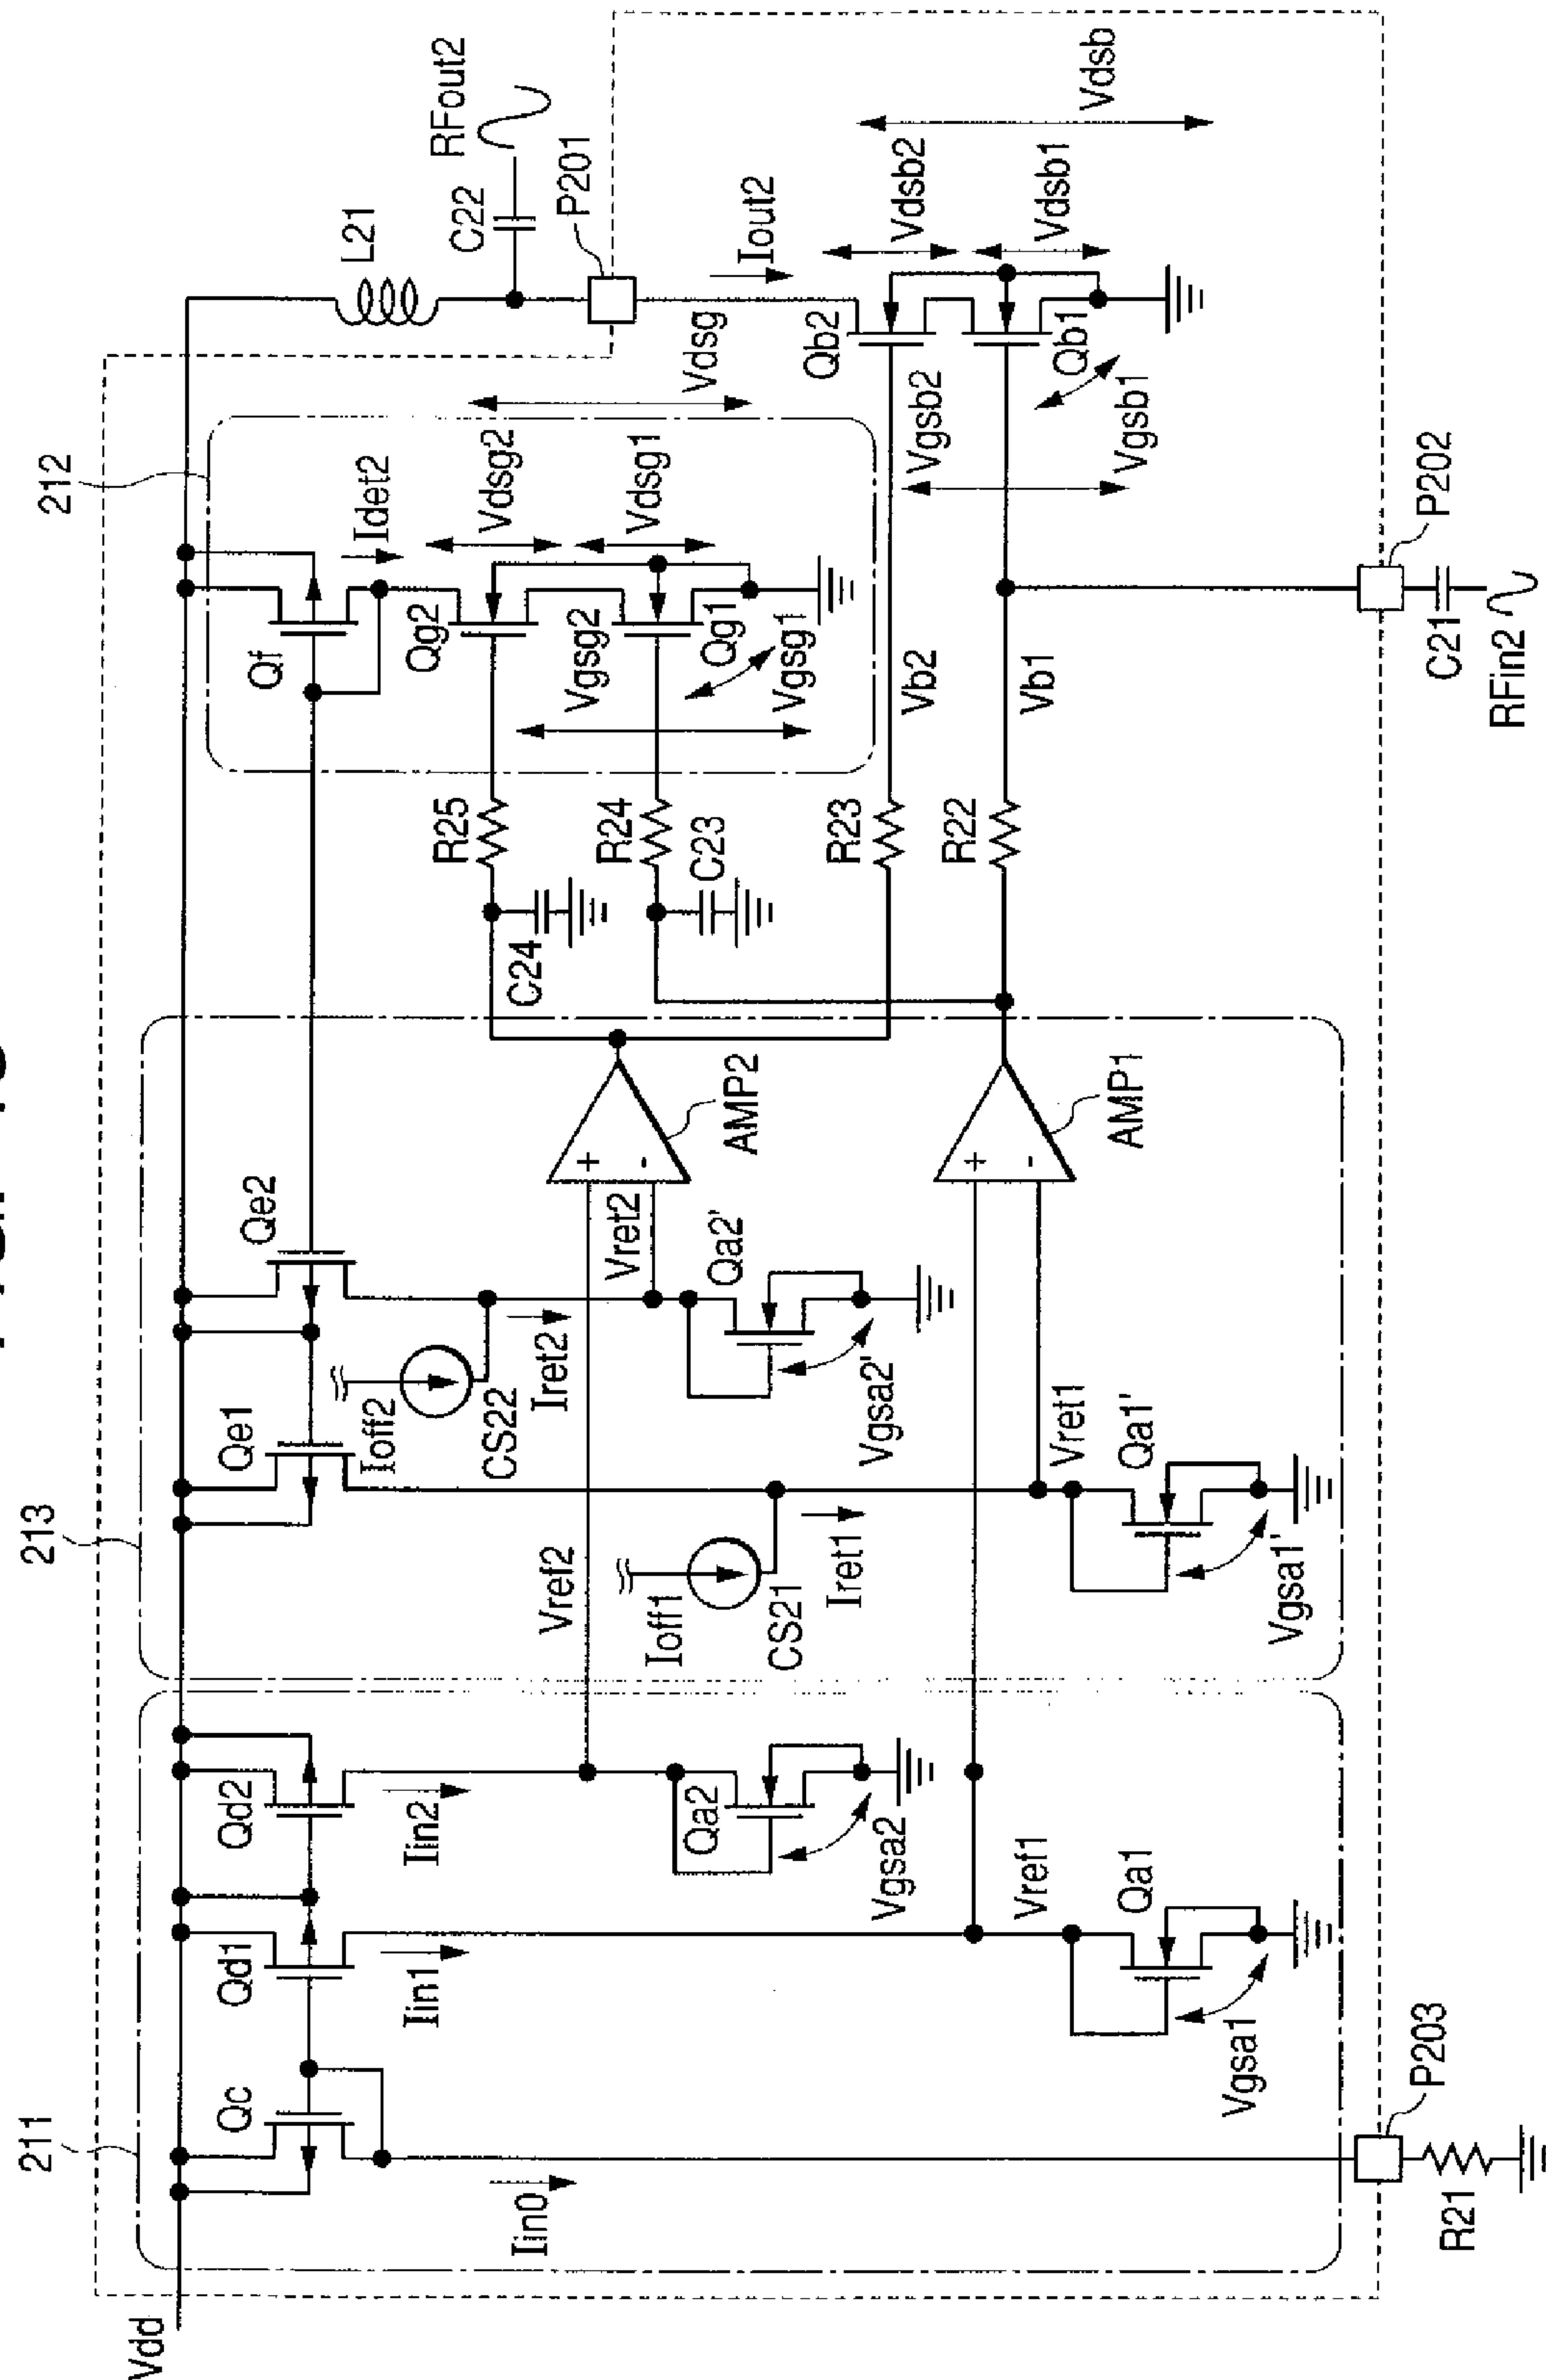 212
L21
C22
RFout2
P201
Vdsg
Iout2
Qb2
Vdsb2
Vdsb
Vdsb1
Qb1
Vgsb2
Vgsb1
Qf
Idet2
Qg2
Vdsg2
Vgsg2
Vdsg1
Qg1
Vgsg1
R25
C24
R24
C23
R23
Vb2
R22
Vb1
P202
C21
RFin2
213
Qe2
Qe1
Ioff2
CS22
Iret2
Vret2
+
-
AMP2
Qa2'
Vgsa2'
Vref2
Ioff1
CS21
Iret1
+
-
AMP1
Vret1
Qa1'
Vgsa1'
211
Qd2
Iin2
Qa2
Vgsa2
Qd1
Iin1
Vref1
Qa1
Vgsa1
Qc
Iin0
P203
R21
Vdd